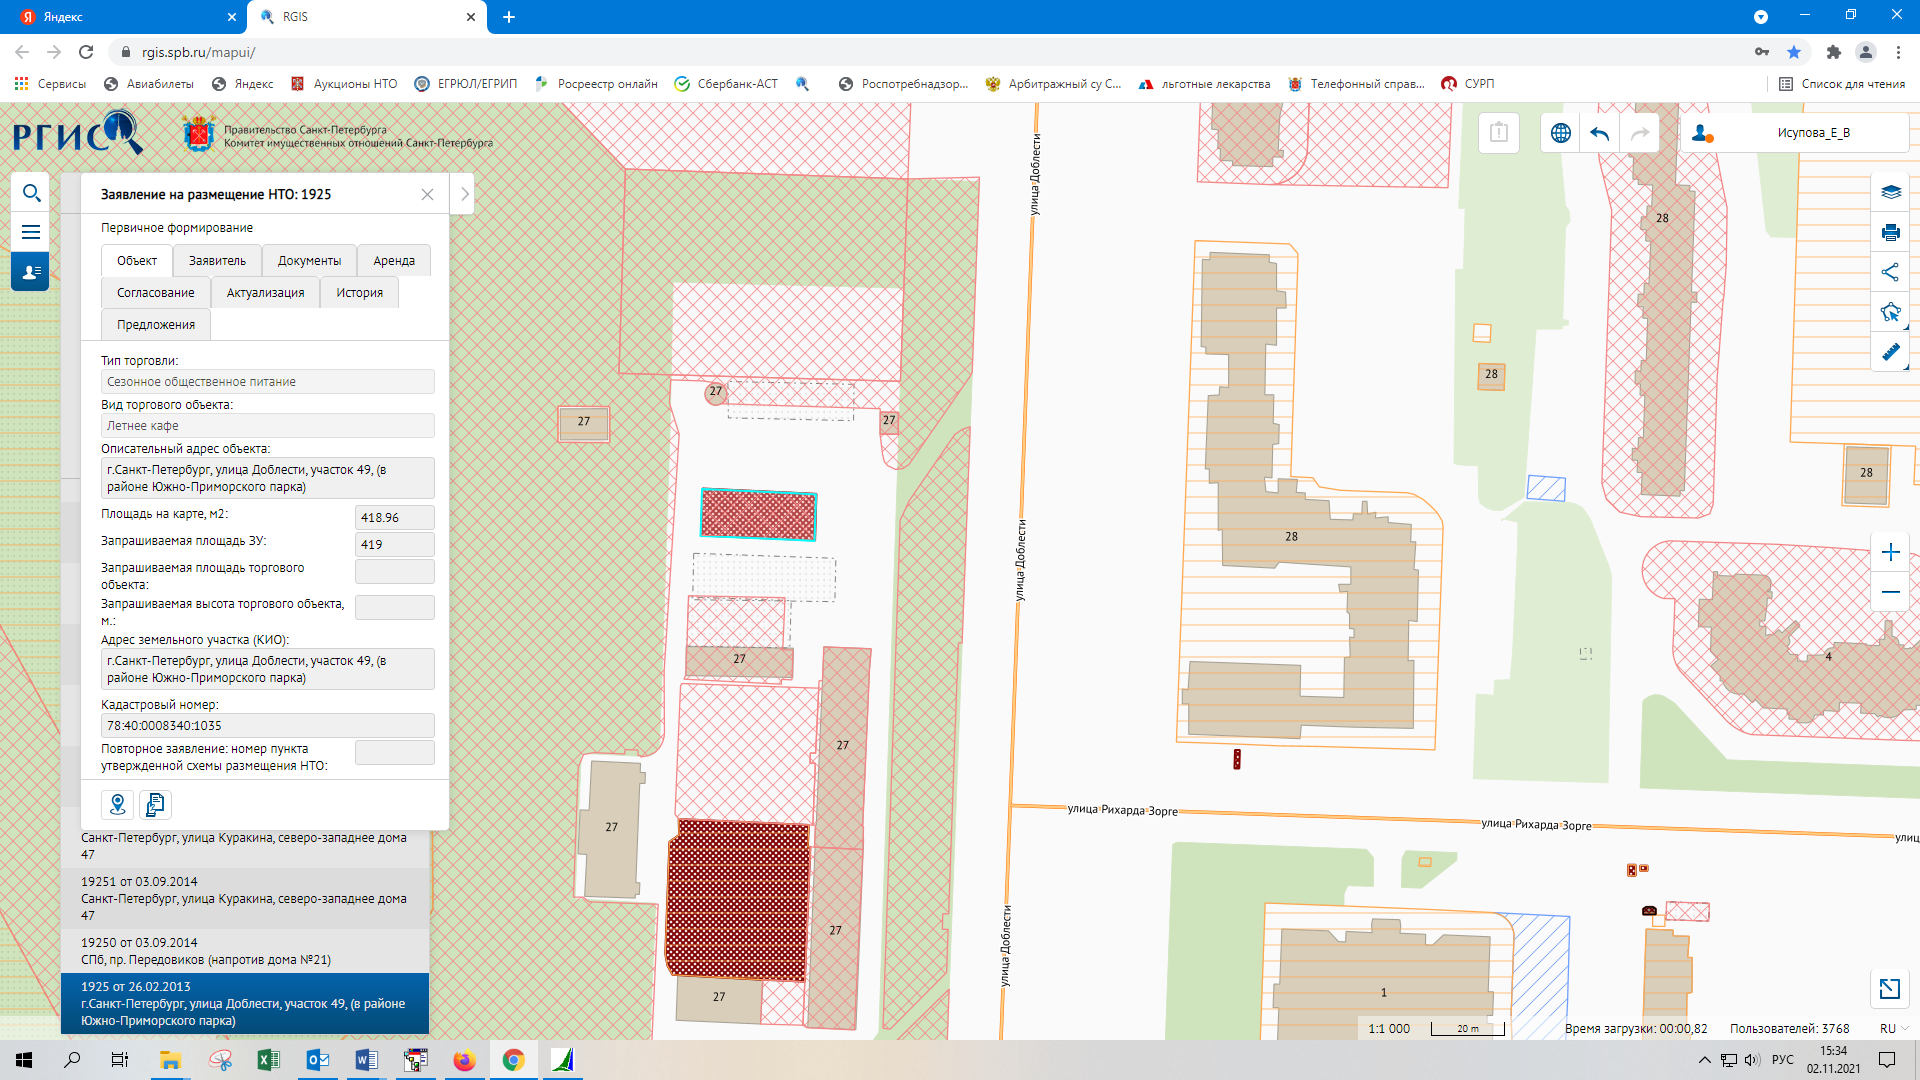 Яндекс
RGIS
rgis.spb.ru/mapui/
Сервисы
Авиабилеты
Яндекс
Аукционы НТО
ЕГРЮЛ/ЕГРИП
Росреестр онлайн
Сбербанк-АСТ
Роспотребнадзор...
Арбитражный су С...
льготные лекарства
Телефонный справ...
СУРП
Список для чтения
РГИС
Правительство Санкт-Петербурга
Комитет имущественных отношений Санкт-Петербурга
Исупова_Е_В
Заявление на размещение НТО: 1925
Первичное формирование
Объект
Заявитель
Документы
Аренда
Согласование
Актуализация
История
Предложения
Тип торговли:
Сезонное общественное питание
Вид торгового объекта:
Летнее кафе
Описательный адрес объекта:
г.Санкт-Петербург, улица Доблести, участок 49, (в
районе Южно-Приморского парка)
Площадь на карте, м2:
418.96
Запрашиваемая площадь ЗУ:
419
Запрашиваемая площадь торгового
объекта:
Запрашиваемая высота торгового объекта,
м.:
Адрес земельного участка (КИО):
г.Санкт-Петербург, улица Доблести, участок 49, (в
районе Южно-Приморского парка)
Кадастровый номер:
78:40:0008340:1035
Повторное заявление: номер пункта
утвержденной схемы размещения НТО:
Санкт-Петербург, улица Куракина, северо-западнее дома
47
19251 от 03.09.2014
Санкт-Петербург, улица Куракина, северо-западнее дома
47
19250 от 03.09.2014
СПб, пр. Передовиков (напротив дома №21)
1925 от 26.02.2013
г.Санкт-Петербург, улица Доблести, участок 49, (в районе
Южно-Приморского парка)
улица Доблести
28
28
27
27
27
28
28
улица Доблести
27
4
27
27
улица Рихарда Зорге
улица Рихарда Зорге
улиц
27
улица Доблести
27
1
1:1 000
20 m
Время загрузки: 00:00,82
Пользователей: 3768
RU
РУС
15:34
02.11.2021